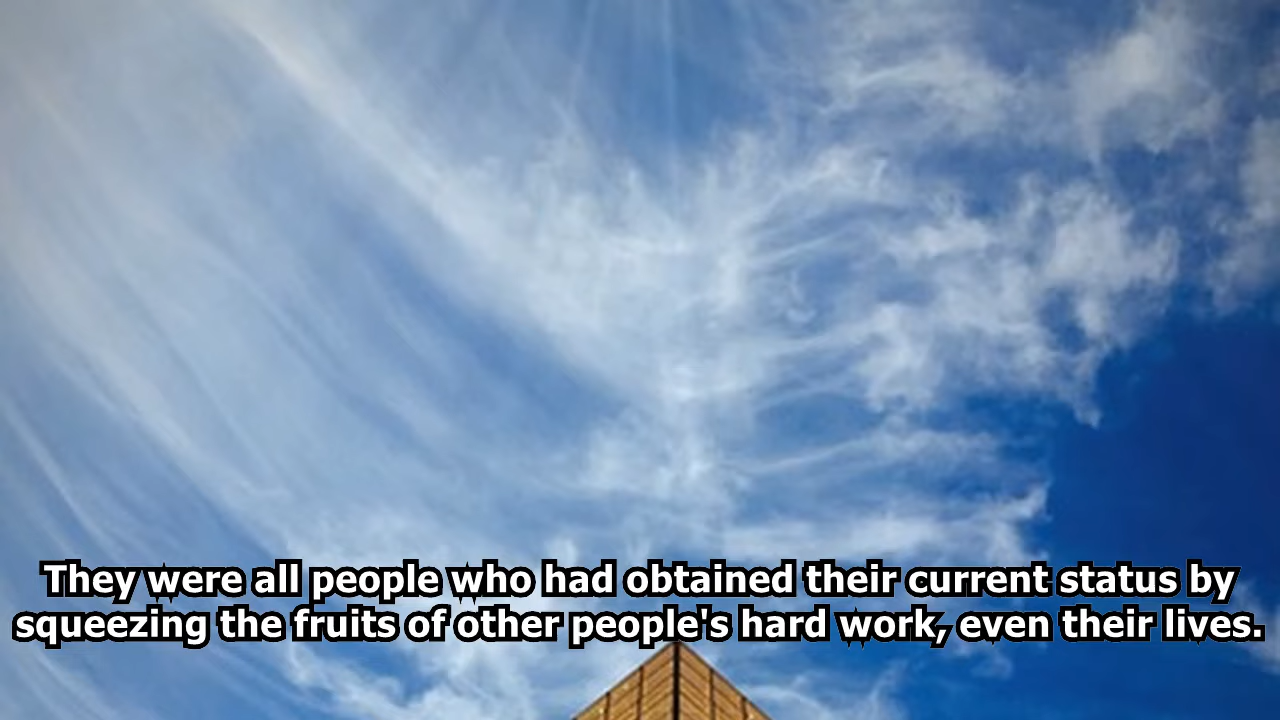 They were all people who had obtained their current status by
squeezing the fruits of other people's hard work, even their lives.